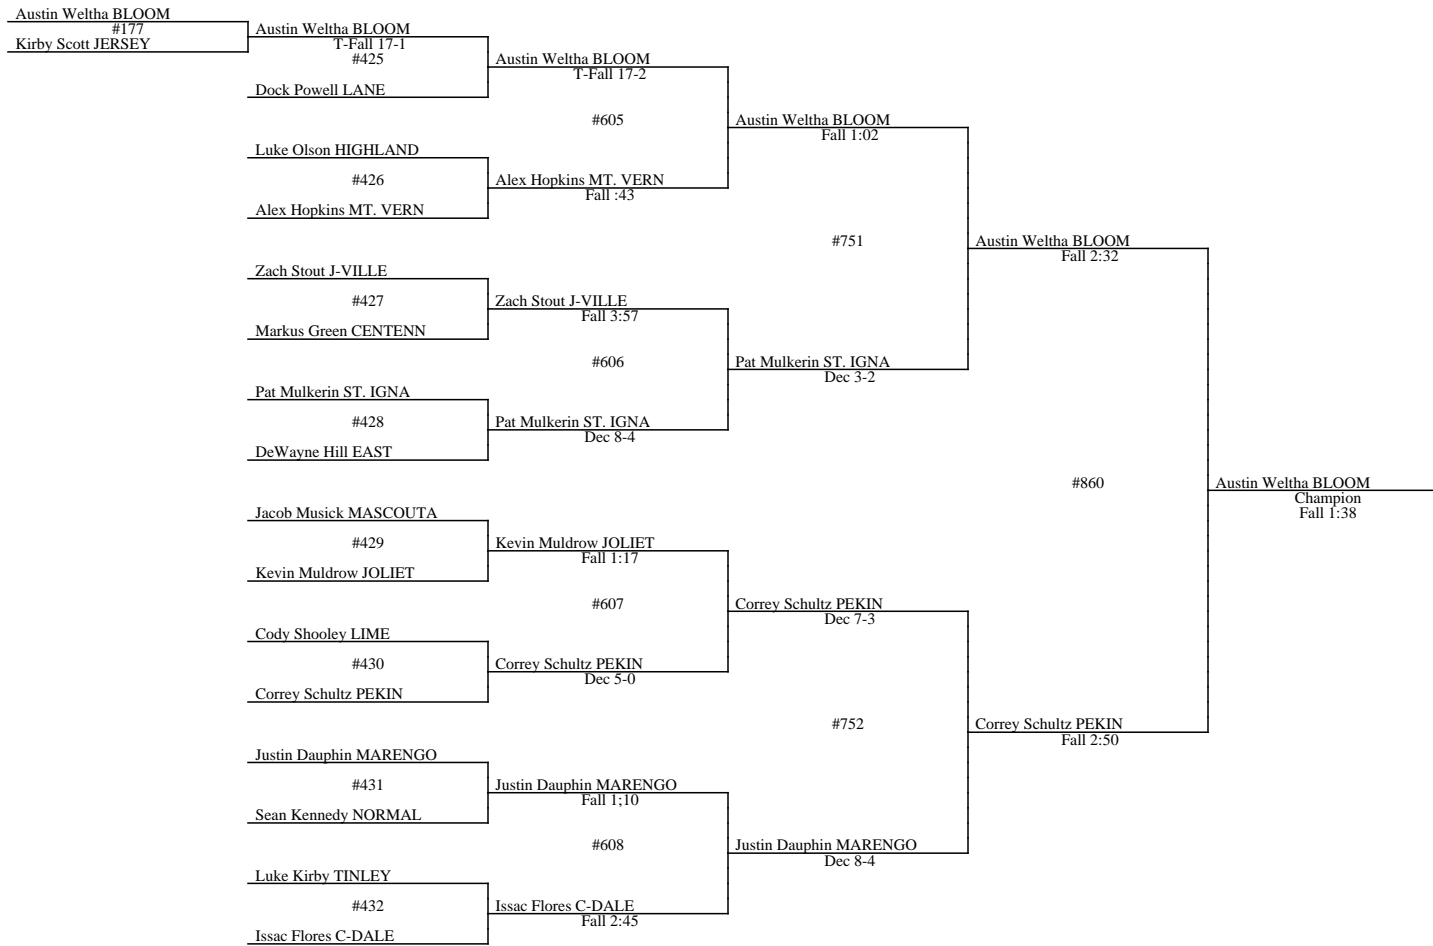 Austin Weltha BLOOM
#177
Kirby Scott JERSEY
Austin Weltha BLOOM
T-Fall 17-1
#425
Dock Powell LANE
Luke Olson HIGHLAND
#426
Alex Hopkins MT. VERN
Zach Stout J-VILLE
#427
Markus Green CENTENN
Pat Mulkerin ST. IGNA
#428
DeWayne Hill EAST
Jacob Musick MASCOUTA
#429
Kevin Muldrow JOLIET
Cody Shooley LIME
#430
Correy Schultz PEKIN
Justin Dauphin MARENGO
#431
Sean Kennedy NORMAL
Luke Kirby TINLEY
#432
Issac Flores C-DALE
Austin Weltha BLOOM
T-Fall 17-2
#605
Alex Hopkins MT. VERN
Fall :43
Zach Stout J-VILLE
Fall 3:57
#606
Pat Mulkerin ST. IGNA
Dec 8-4
Kevin Muldrow JOLIET
Fall 1:17
#607
Correy Schultz PEKIN
Dec 5-0
Justin Dauphin MARENGO
Fall 1;10
#608
Issac Flores C-DALE
Fall 2:45
Austin Weltha BLOOM
Fall 1:02
#751
Pat Mulkerin ST. IGNA
Dec 3-2
Correy Schultz PEKIN
Dec 7-3
#752
Justin Dauphin MARENGO
Dec 8-4
Austin Weltha BLOOM
Fall 2:32
#860
Correy Schultz PEKIN
Fall 2:50
Austin Weltha BLOOM
Champion
Fall 1:38